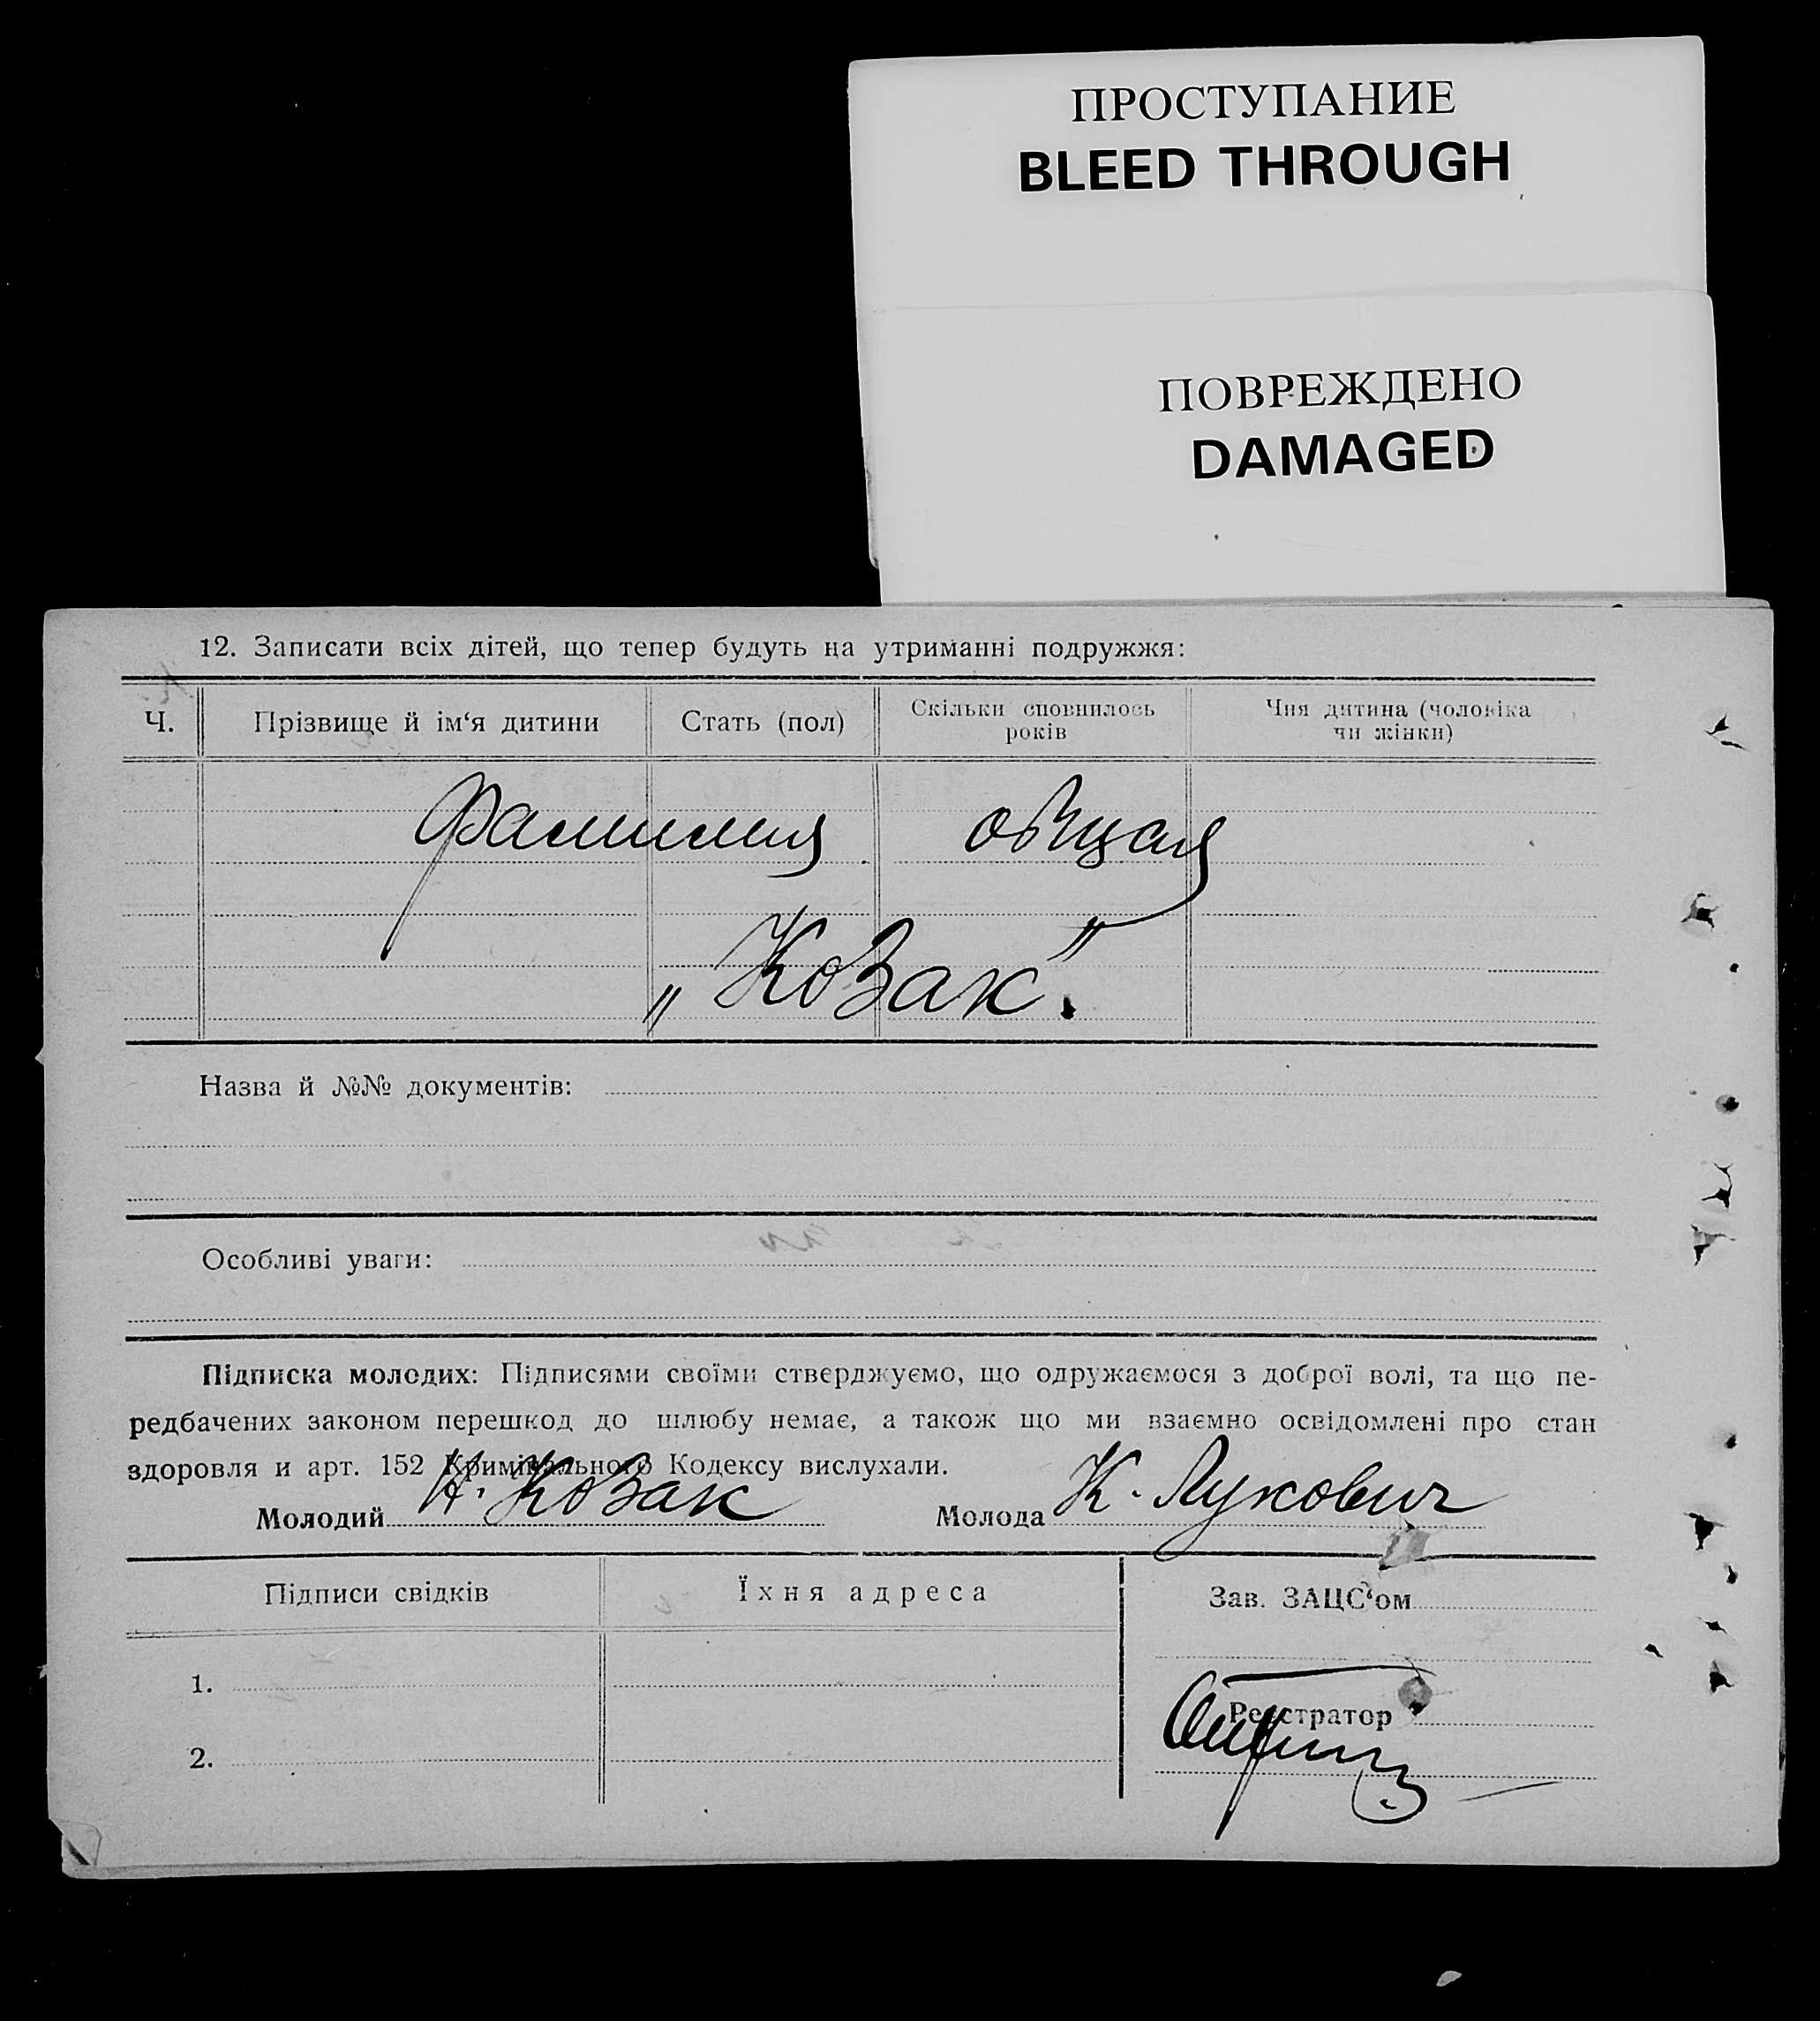 ПРОСТУПАНИЕ
BLEED THROUGH
ПОВРЕЖДЕНО
DAMAGED
12. Записати всіх дітей, що тепер будуть на утриманні подружжя:
Ч. Прізвище й ім‘я дитини Стать (пол) Скільки сповнилось років Чия дитина (чоловіка чи жінки)
Фамилия общая
„Козак“.
Назва й №№ документів:
Особливі уваги:
Підписка молодих: Підписями своїми стверджуємо, що одружаємося з доброї волі, та що пе-
редбачених законом перешкод до шлюбу немає, а також що ми взаємно освідомлені про стан
здоровля и арт. 152 Кримінального Кодексу вислухали.
Молодий Н. Козак Молода К. Лукович
Підписи свідків Їхня адреса Зав. ЗАЦС‘ом
1.
Реєстратор
2.